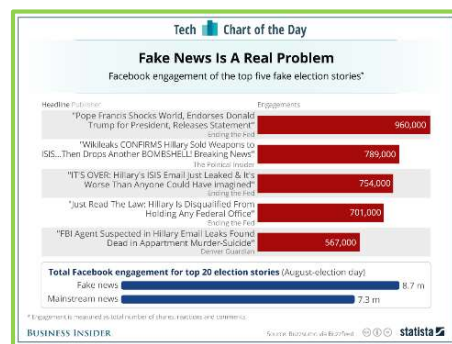 Tech Chart of the Day
Fake News Is A Real Problem
Facebook engagement of the top five fake election stories*
Headline Publisher
Engagements
"Pope Francis Shocks World, Endorses Donald
Trump for President, Releases Statement"
Ending the Fed
960,000
"Wikileaks CONFIRMS Hillary Sold Weapons to
ISIS...Then Drops Another BOMBSHELL! Breaking News"
The Political Insider
789,000
"IT'S OVER: Hillary's ISIS Email Just Leaked & It's
Worse Than Anyone Could Have imagined"
Ending the Fed
754,000
"Just Read The Law: Hillary Is Disqualified From
Holding Any Federal Office"
Ending the Fed
701,000
"FBI Agent Suspected in Hillary Email Leaks Found
Dead in Appartment Murder-Suicide"
Denver Guardian
567,000
Total Facebook engagement for top 20 election stories (August-election day)
Fake news 8.7 m
Mainstream news 7.3 m
* Engagement is measured as total number of shares, reactions and comments.
BUSINESS INSIDER
Source: Buzzsumo via Buzzfeed
statista